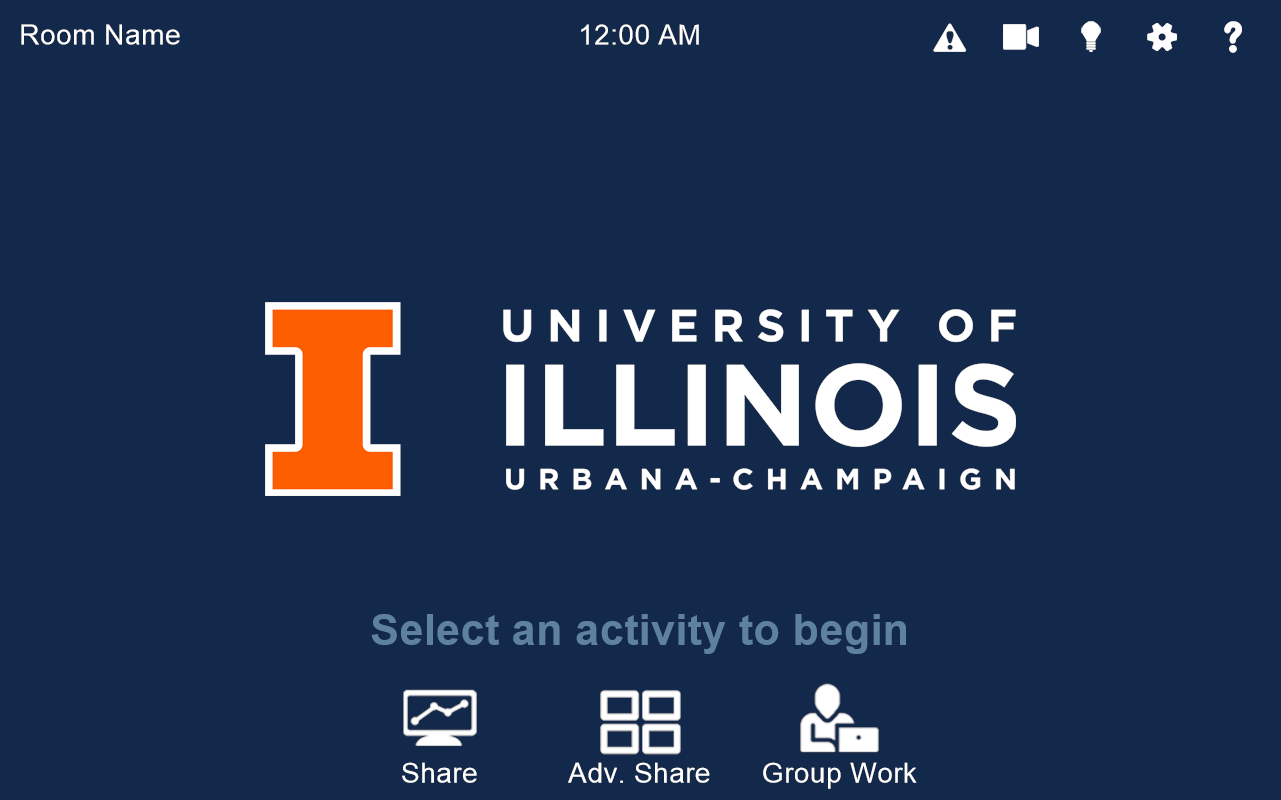 Room Name
12:00 AM
UNIVERSITY OF
ILLINOIS
URBANA-CHAMPAIGN
Select an activity to begin
Share
Adv. Share
Group Work